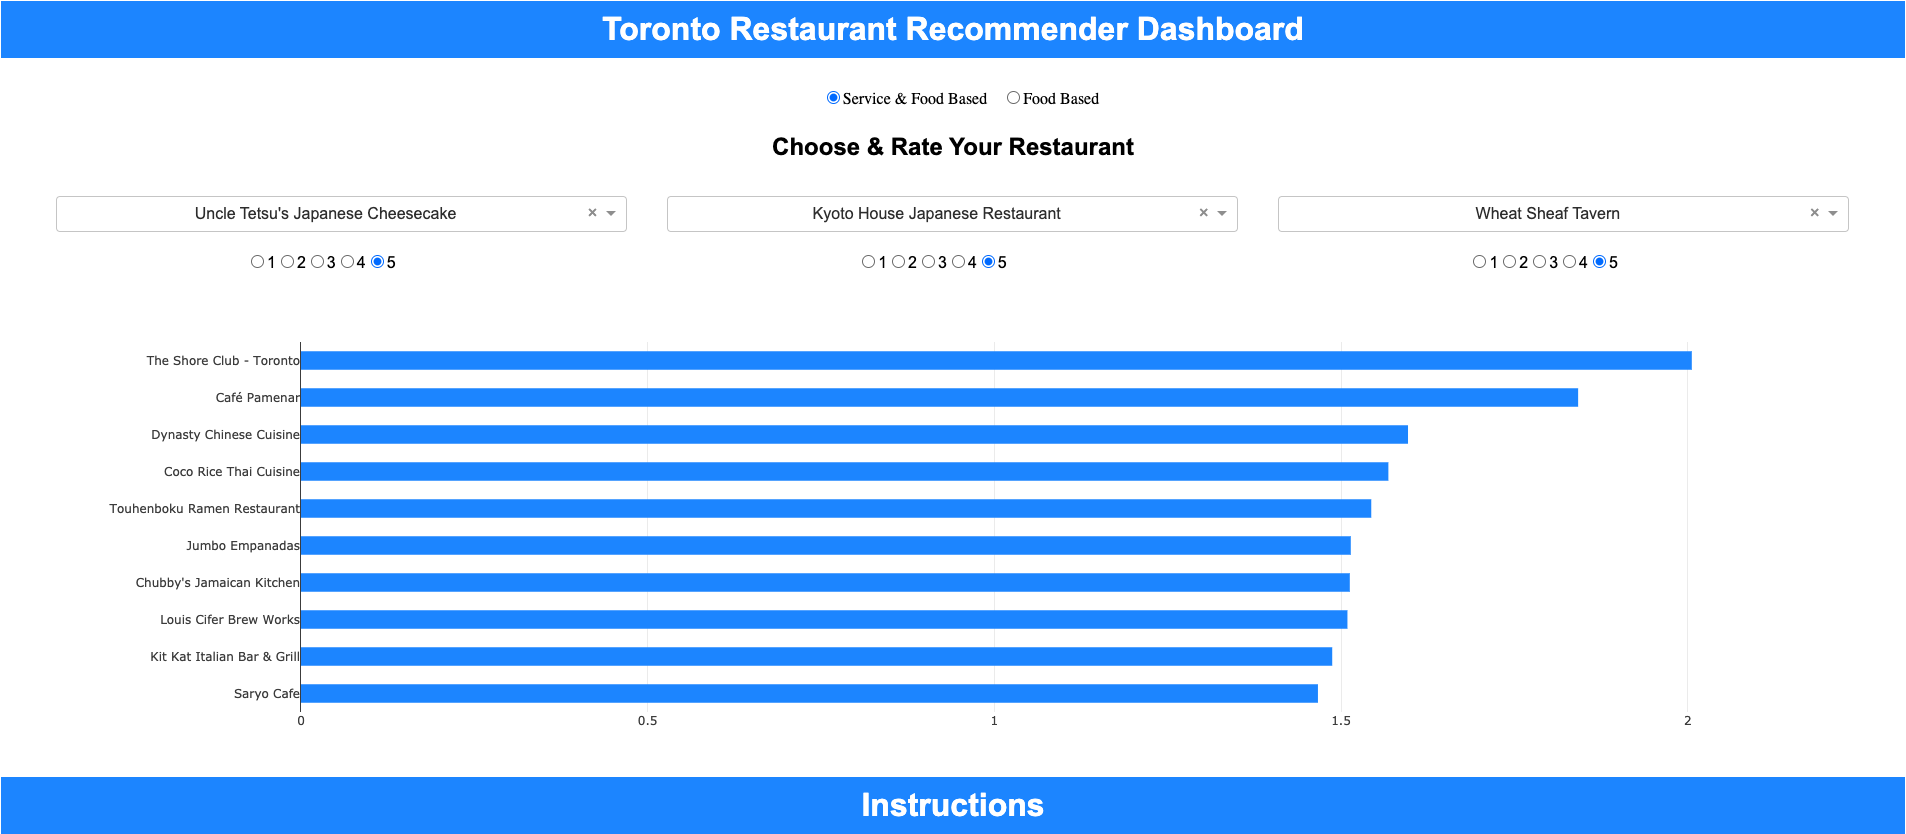 Toronto Restaurant Recommender Dashboard
Service & Food Based Food Based
Choose & Rate Your Restaurant
Uncle Tetsu's Japanese Cheesecake × Kyoto House Japanese Restaurant × Wheat Sheaf Tavern ×
1 2 3 4 5 1 2 3 4 5 1 2 3 4 5
The Shore Club - Toronto
Café Pamenar
Dynasty Chinese Cuisine
Coco Rice Thai Cuisine
Touhenboku Ramen Restaurant
Jumbo Empanadas
Chubby's Jamaican Kitchen
Louis Cifer Brew Works
Kit Kat Italian Bar & Grill
Saryo Cafe
0 0.5 1 1.5 2
Instructions